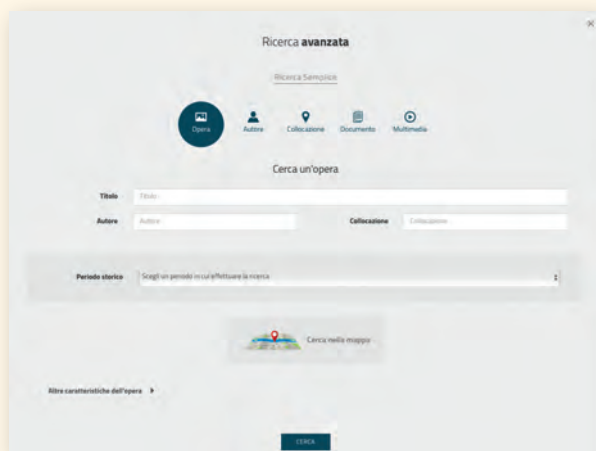 Ricerca avanzata
Ricerca Semplice
Opera Autore Collocazione Documento Multimedia
Cerca un'opera
Titolo Titolo
Autore Autore Collocazione Collocazione
Periodo storico Scegli un periodo in cui effettuare la ricerca
Cerca nella mappa
Altre caratteristiche dell'opera
CERCA